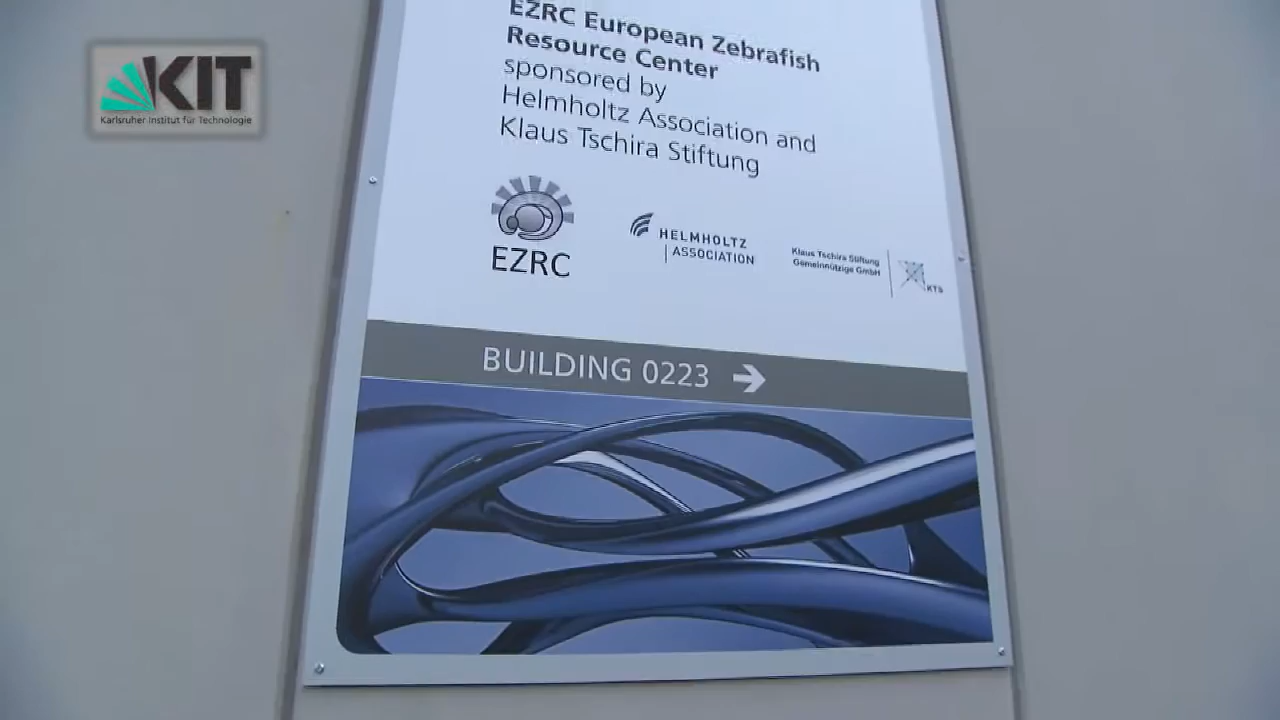 KIT
Karlsruher Institut für Technologie
EZRC European Zebrafish
Resource Center
sponsored by
Helmholtz Association and
Klaus Tschira Stiftung
EZRC
HELMHOLTZ
ASSOCIATION
Klaus Tschira Stiftung
Gemeinnützige GmbH
KTS
BUILDING 0223 →